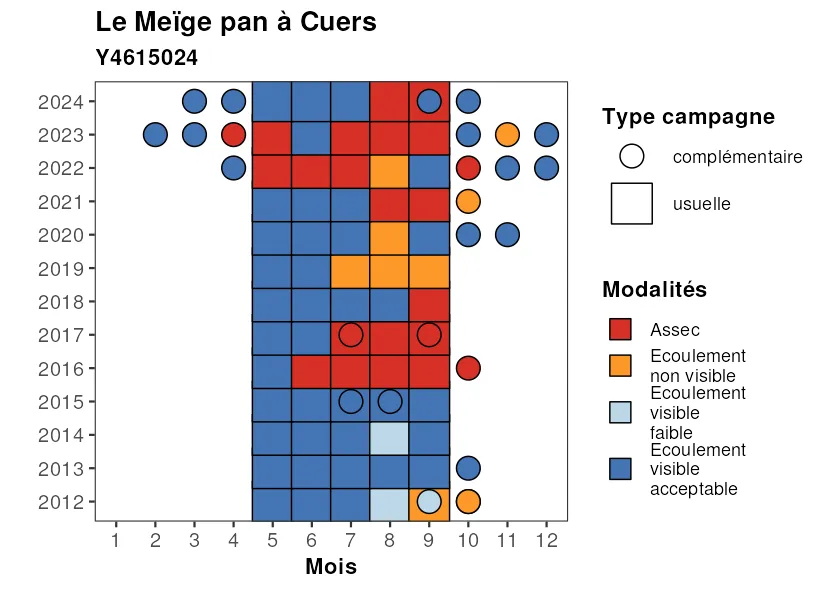 Le Meïge pan à Cuers
Y4615024
2024
2023
2022
2021
2020
2019
2018
2017
2016
2015
2014
2013
2012
1 2 3 4 5 6 7 8 9 10 11 12
Mois
Type campagne
complémentaire
usuelle
Modalités
Assec
Ecoulement
non visible
Ecoulement
visible
faible
Ecoulement
visible
acceptable